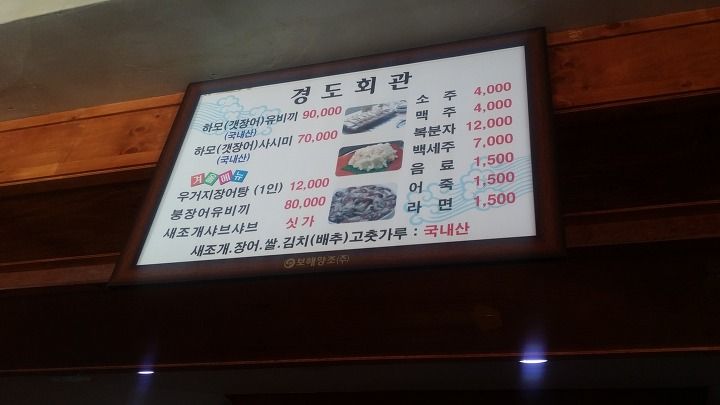 경도회관
하모(갯장어)유비끼 90,000
(국내산)
하모(갯장어)사시미 70,000
(국내산)
겨울메뉴
우거지장어탕 (1인) 12,000
붕장어유비끼 80,000
새조개샤브샤브 싯가
소주 4,000
맥주 4,000
복분자 12,000
백세주 7,000
음료 1,500
어죽 1,500
라면 1,500
새조개.장어.쌀.김치(배추)고춧가루 : 국내산
보해양조(주)